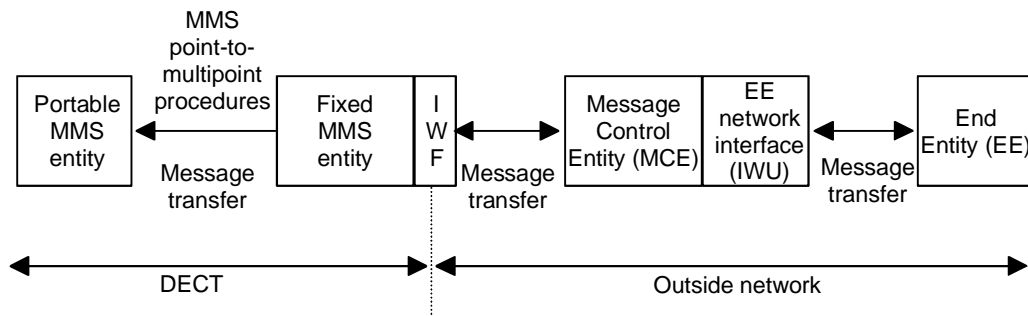 MMS
point-to-
multipoint
procedures
Portable
MMS
entity
Message
transfer
Fixed
MMS
entity
I
W
F
Message
transfer
Message
Control
Entity (MCE)
EE
network
interface
(IWU)
Message
transfer
End
Entity (EE)
DECT
Outside network